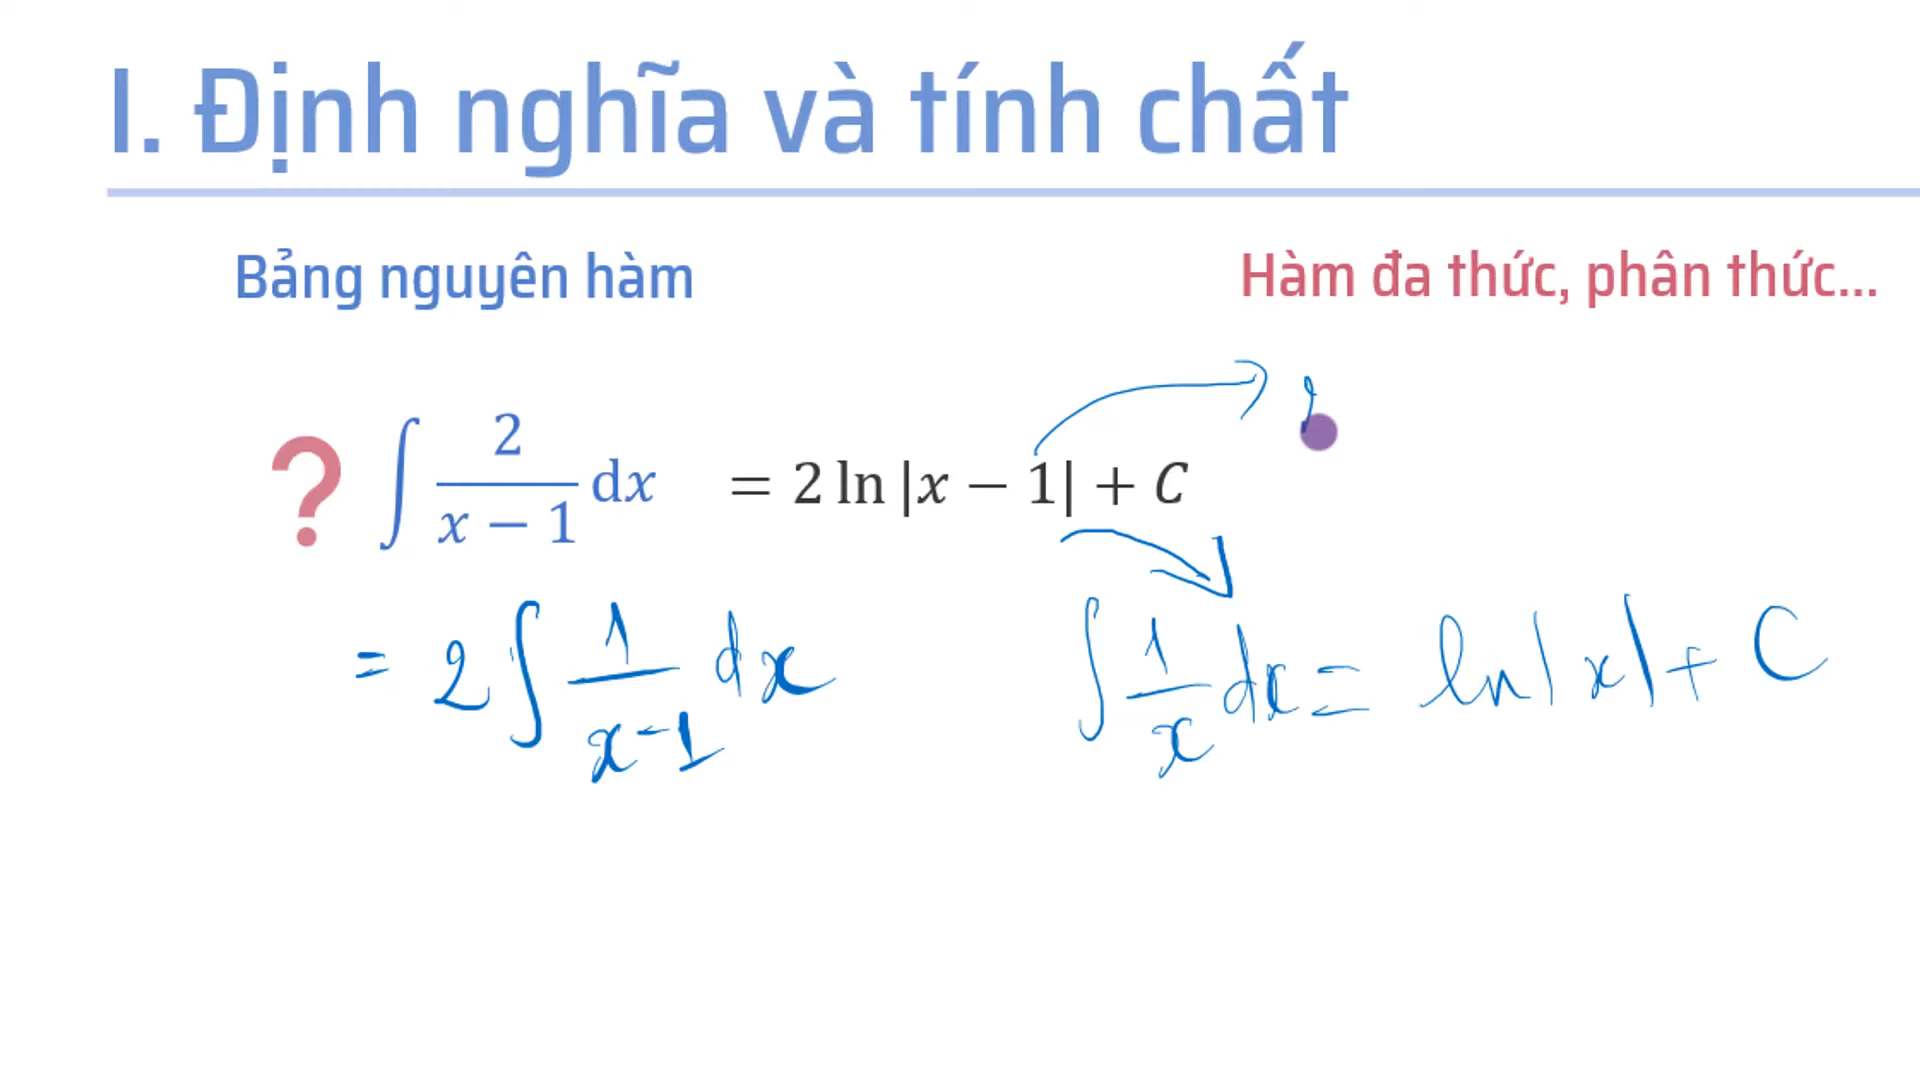 I. Định nghĩa và tính chất
Bảng nguyên hàm
Hàm đa thức, phân thức...
? ∫ 2/(x − 1) dx = 2 ln |x − 1| + C
= 2 ∫ 1/(x-1) dx
∫ 1/x dx = ln|x| + C